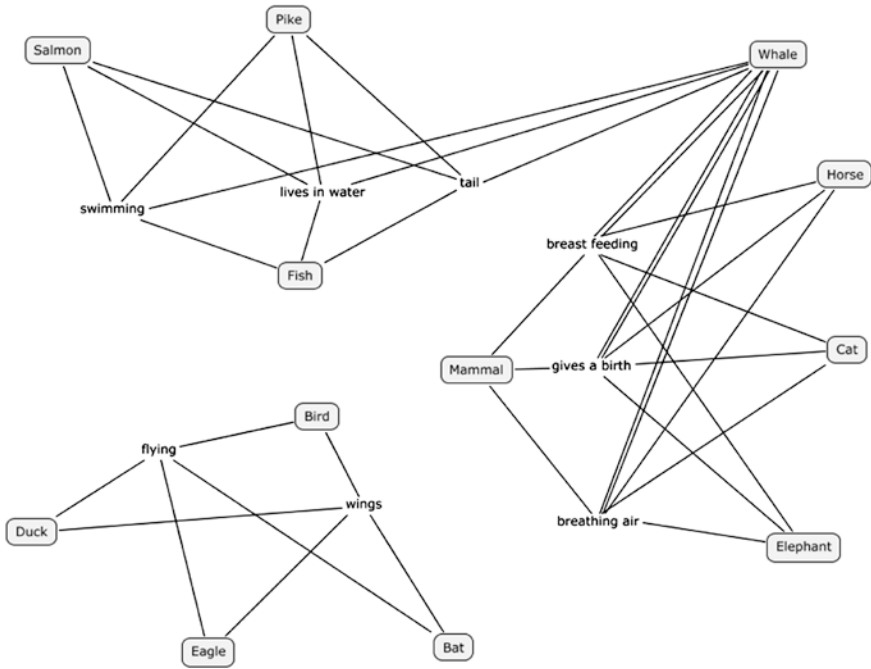 Pike
Salmon
Whale
Horse
tail
lives in water
swimming
breast feeding
Fish
Cat
gives a birth
Mammal
Bird
flying
wings
breathing air
Duck
Elephant
Bat
Eagle